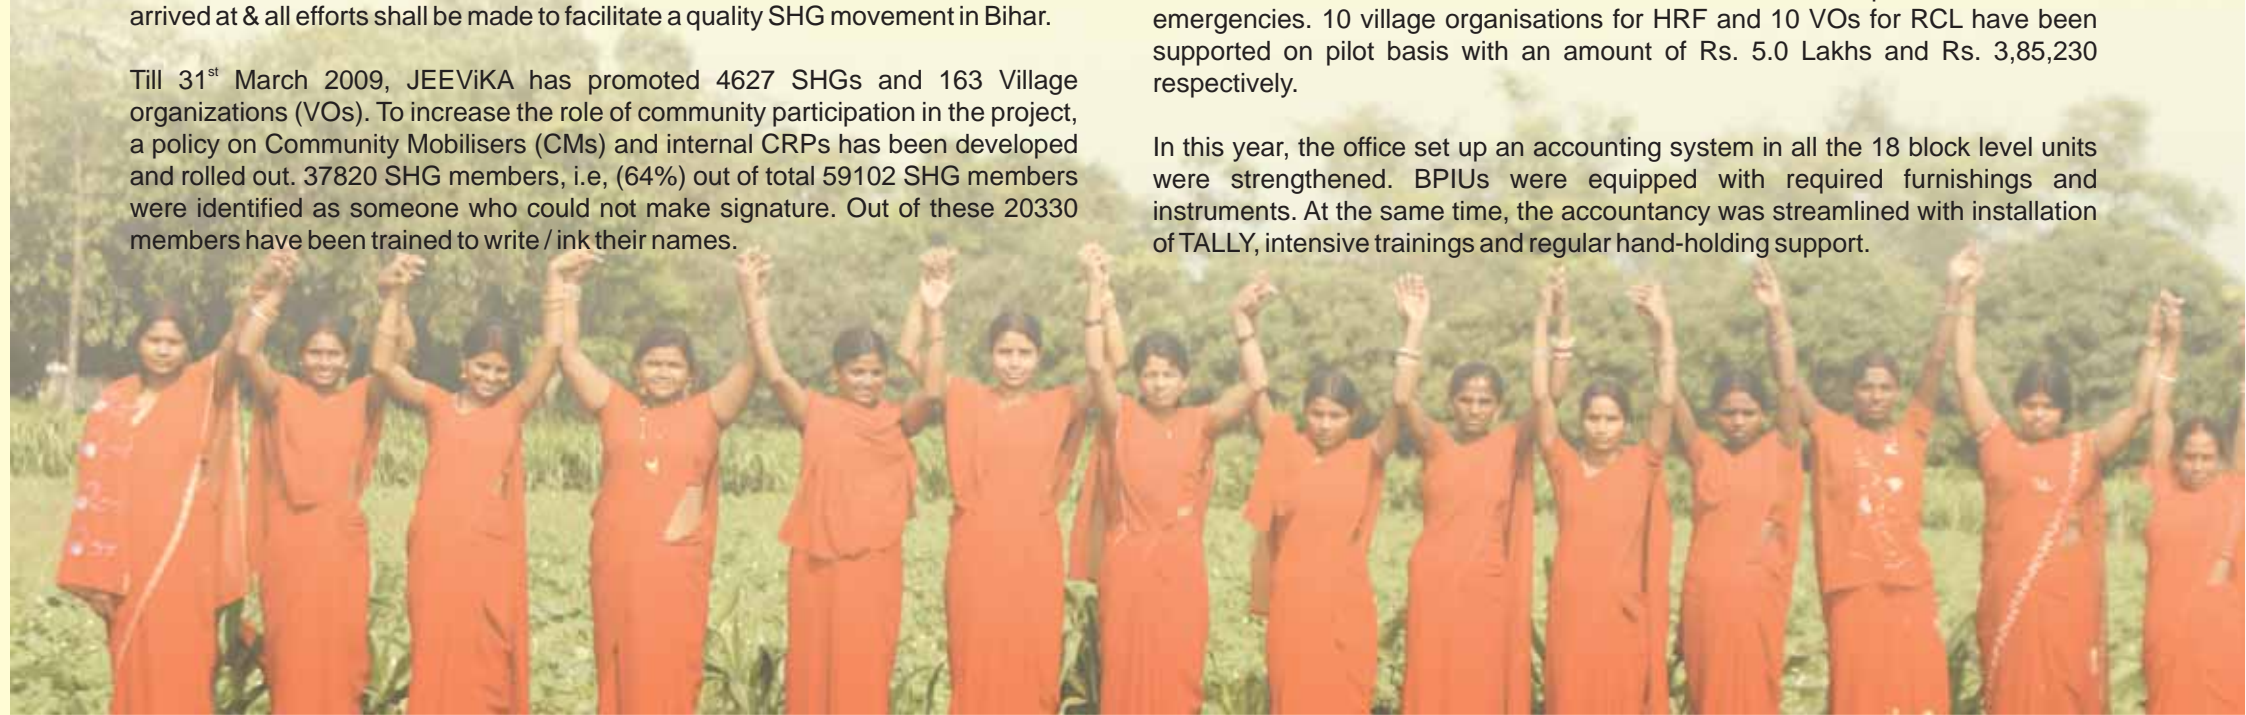 arrived at & all efforts shall be made to facilitate a quality SHG movement in Bihar.
Till 31st March 2009, JEEViKA has promoted 4627 SHGs and 163 Village
organizations (VOs). To increase the role of community participation in the project,
a policy on Community Mobilisers (CMs) and internal CRPs has been developed
and rolled out. 37820 SHG members, i.e, (64%) out of total 59102 SHG members
were identified as someone who could not make signature. Out of these 20330
members have been trained to write / ink their names.
emergencies. 10 village organisations for HRF and 10 VOs for RCL have been
supported on pilot basis with an amount of Rs. 5.0 Lakhs and Rs. 3,85,230
respectively.
In this year, the office set up an accounting system in all the 18 block level units
were strengthened. BPIUs were equipped with required furnishings and
instruments. At the same time, the accountancy was streamlined with installation
of TALLY, intensive trainings and regular hand-holding support.